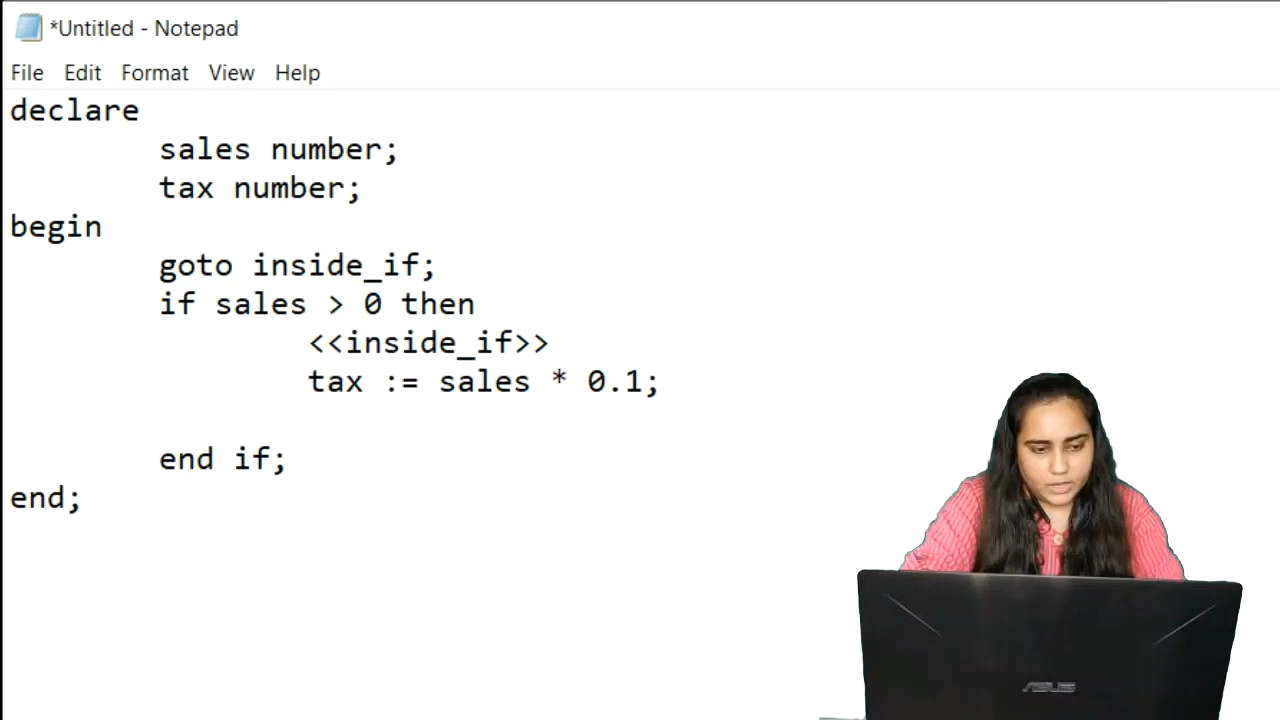 *Untitled - Notepad
File Edit Format View Help
declare
sales number;
tax number;
begin
goto inside_if;
if sales > 0 then
<<inside_if>>
tax := sales * 0.1;
end if;
end;
ASUS